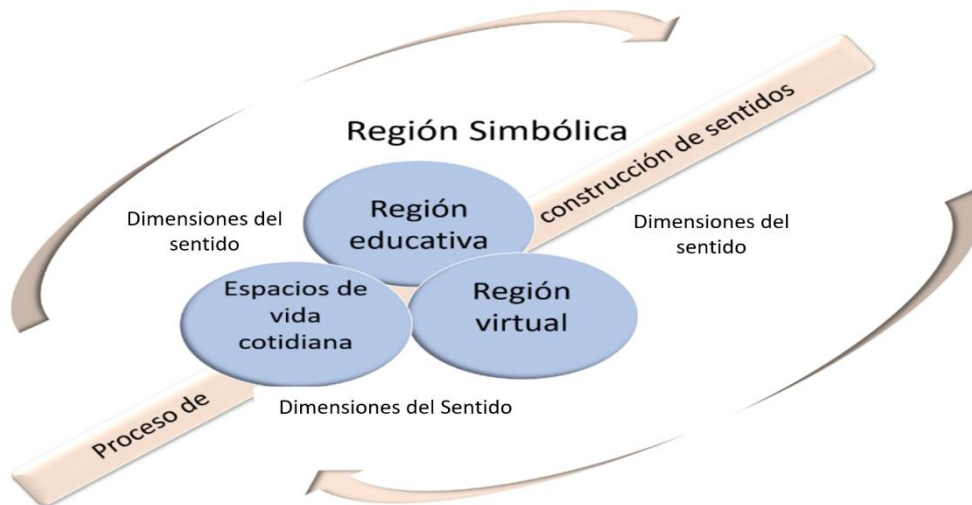 Región Simbólica
construcción de sentidos
Región
educativa
Dimensiones del
sentido
Dimensiones del
sentido
Espacios de
vida
cotidiana
Región
virtual
Dimensiones del Sentido
Proceso de